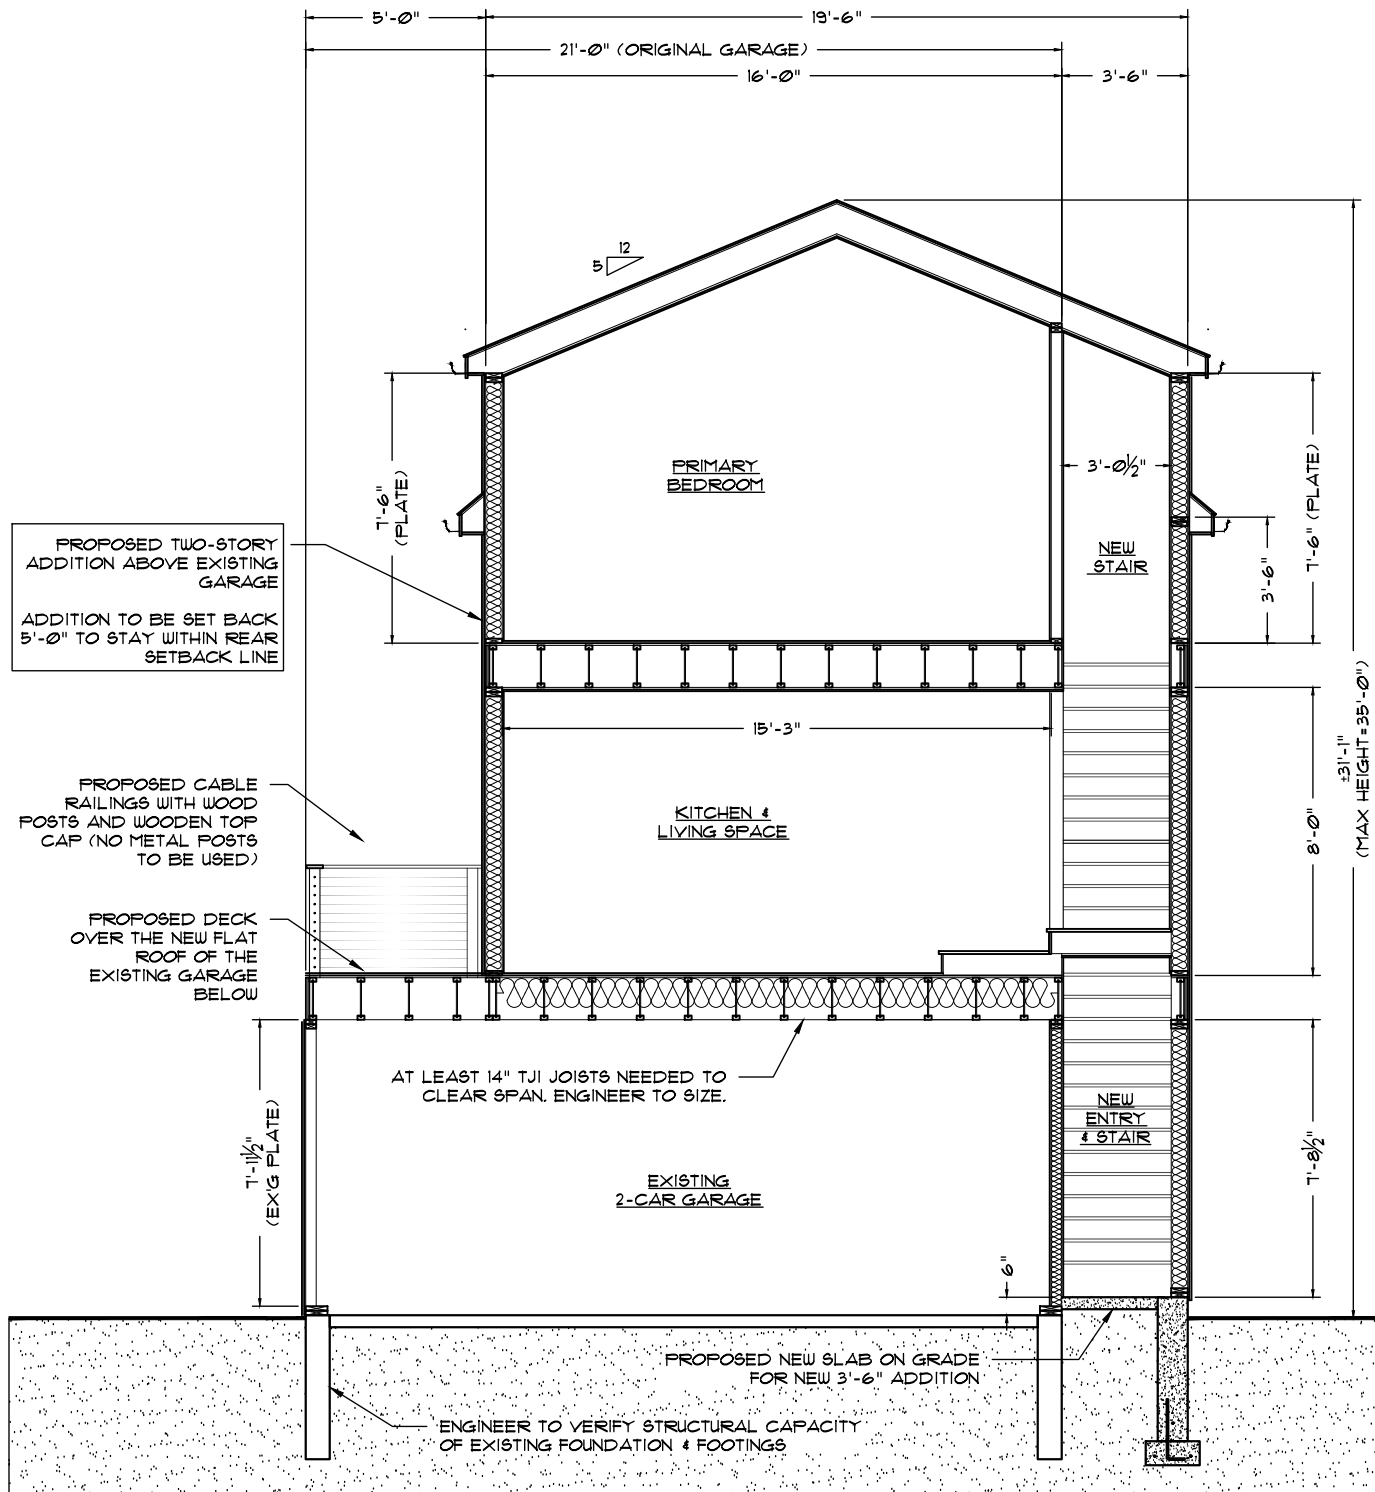 5'-0"
19'-6"
21'-0" (ORIGINAL GARAGE)
16'-0"
3'-6"
12
5
PRIMARY
BEDROOM
3'-0½"
7'-6"
(PLATE)
7'-6" (PLATE)
NEW
STAIR
3'-6"
PROPOSED TWO-STORY
ADDITION ABOVE EXISTING
GARAGE
ADDITION TO BE SET BACK
5'-0" TO STAY WITHIN REAR
SETBACK LINE
15'-3"
±31'-1"
(MAX HEIGHT=35'-0")
PROPOSED CABLE
RAILINGS WITH WOOD
POSTS AND WOODEN TOP
CAP (NO METAL POSTS
TO BE USED)
KITCHEN &
LIVING SPACE
8'-0"
PROPOSED DECK
OVER THE NEW FLAT
ROOF OF THE
EXISTING GARAGE
BELOW
AT LEAST 14" TJI JOISTS NEEDED TO
CLEAR SPAN. ENGINEER TO SIZE.
NEW
ENTRY
& STAIR
7'-11½"
(EX'G PLATE)
7'-8½"
EXISTING
2-CAR GARAGE
6"
PROPOSED NEW SLAB ON GRADE
FOR NEW 3'-6" ADDITION
ENGINEER TO VERIFY STRUCTURAL CAPACITY
OF EXISTING FOUNDATION & FOOTINGS